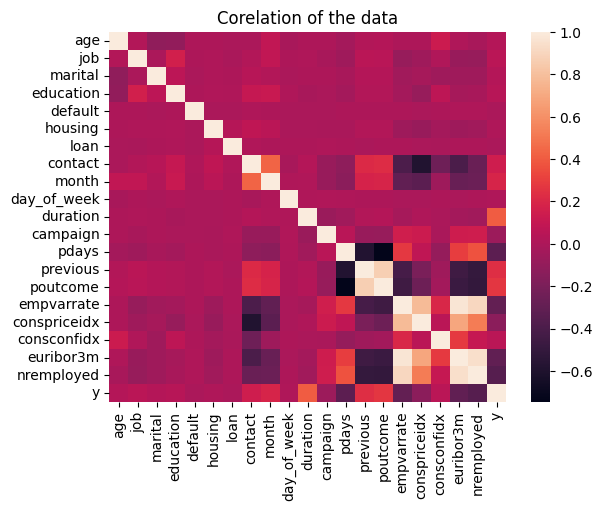 Corelation of the data
age
job
marital
education
default
housing
loan
contact
month
day_of_week
duration
campaign
pdays
previous
poutcome
empvarrate
conspriceidx
consconfidx
euribor3m
nremployed
y
age
job
marital
education
default
housing
loan
contact
month
day_of_week
duration
campaign
pdays
previous
poutcome
empvarrate
conspriceidx
consconfidx
euribor3m
nremployed
y
1.0
0.8
0.6
0.4
0.2
0.0
−0.2
−0.4
−0.6